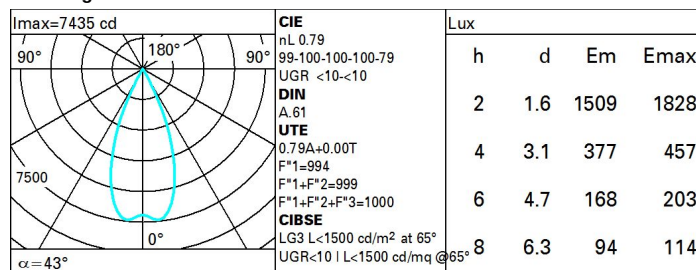 Imax=7435 cd
90° 180° 90°
7500
0°
α=43°
CIE
nL 0.79
99-100-100-100-79
UGR <10-<10
DIN
A.61
UTE
0.79A+0.00T
F"1=994
F"1+F"2=999
F"1+F"2+F"3=1000
CIBSE
LG3 L<1500 cd/m² at 65°
UGR<10 | L<1500 cd/mq @65°
Lux
h d Em Emax
2 1.6 1509 1828
4 3.1 377 457
6 4.7 168 203
8 6.3 94 114